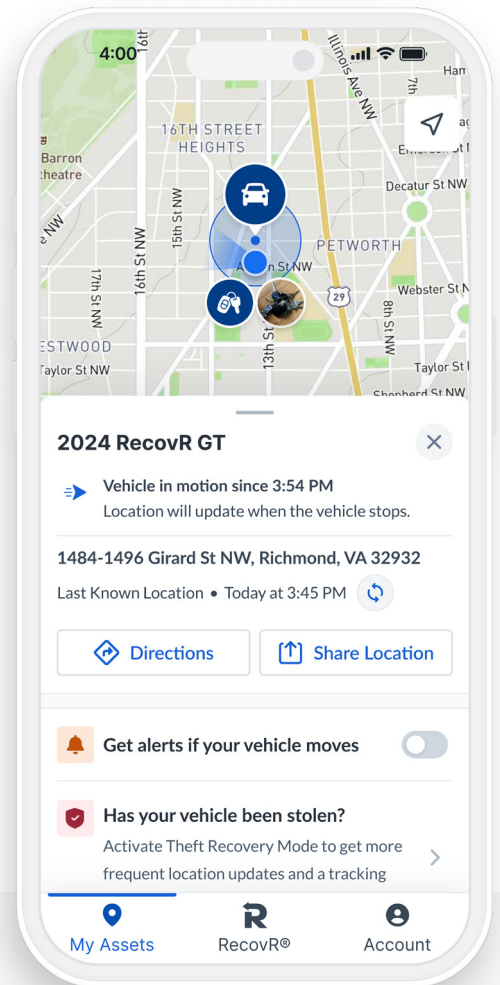 4:00
16th
Illinois Ave NW
7th
Ham
16TH STREET
HEIGHTS
Barron
theatre
Decatur St NW
e NW
15th St NW
16th St NW
PETWORTH
n St NW
17th St NW
29
Webster St N
8th St NW
ESTWOOD
Taylor St NW
13th St
Taylor St
Shepherd St NW
2024 RecovR GT
Vehicle in motion since 3:54 PM
Location will update when the vehicle stops.
1484-1496 Girard St NW, Richmond, VA 32932
Last Known Location • Today at 3:45 PM
Directions
Share Location
Get alerts if your vehicle moves
Has your vehicle been stolen?
Activate Theft Recovery Mode to get more
frequent location updates and a tracking
My Assets
R
RecovR®
Account